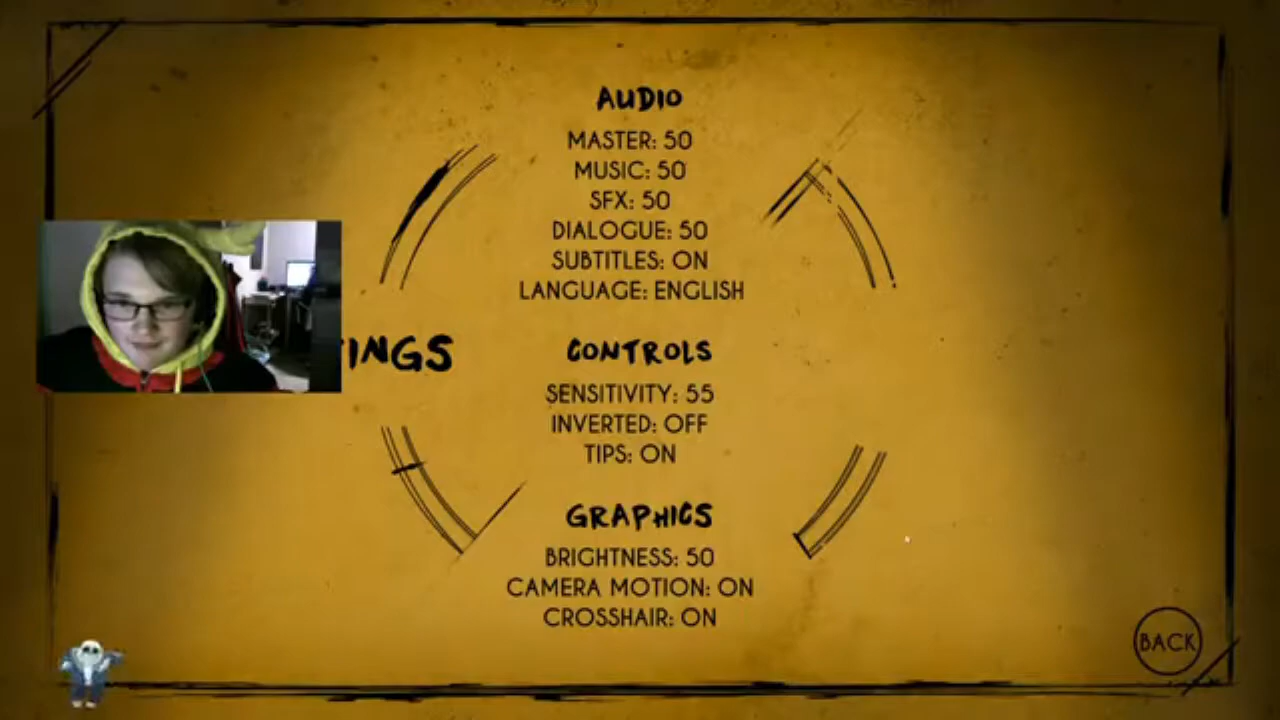 AUDIO
MASTER: 50
MUSIC: 50
SFX: 50
DIALOGUE: 50
SUBTITLES: ON
LANGUAGE: ENGLISH
INGS
CONTROLS
SENSITIVITY: 55
INVERTED: OFF
TIPS: ON
GRAPHICS
BRIGHTNESS: 50
CAMERA MOTION: ON
CROSSHAIR: ON
BACK